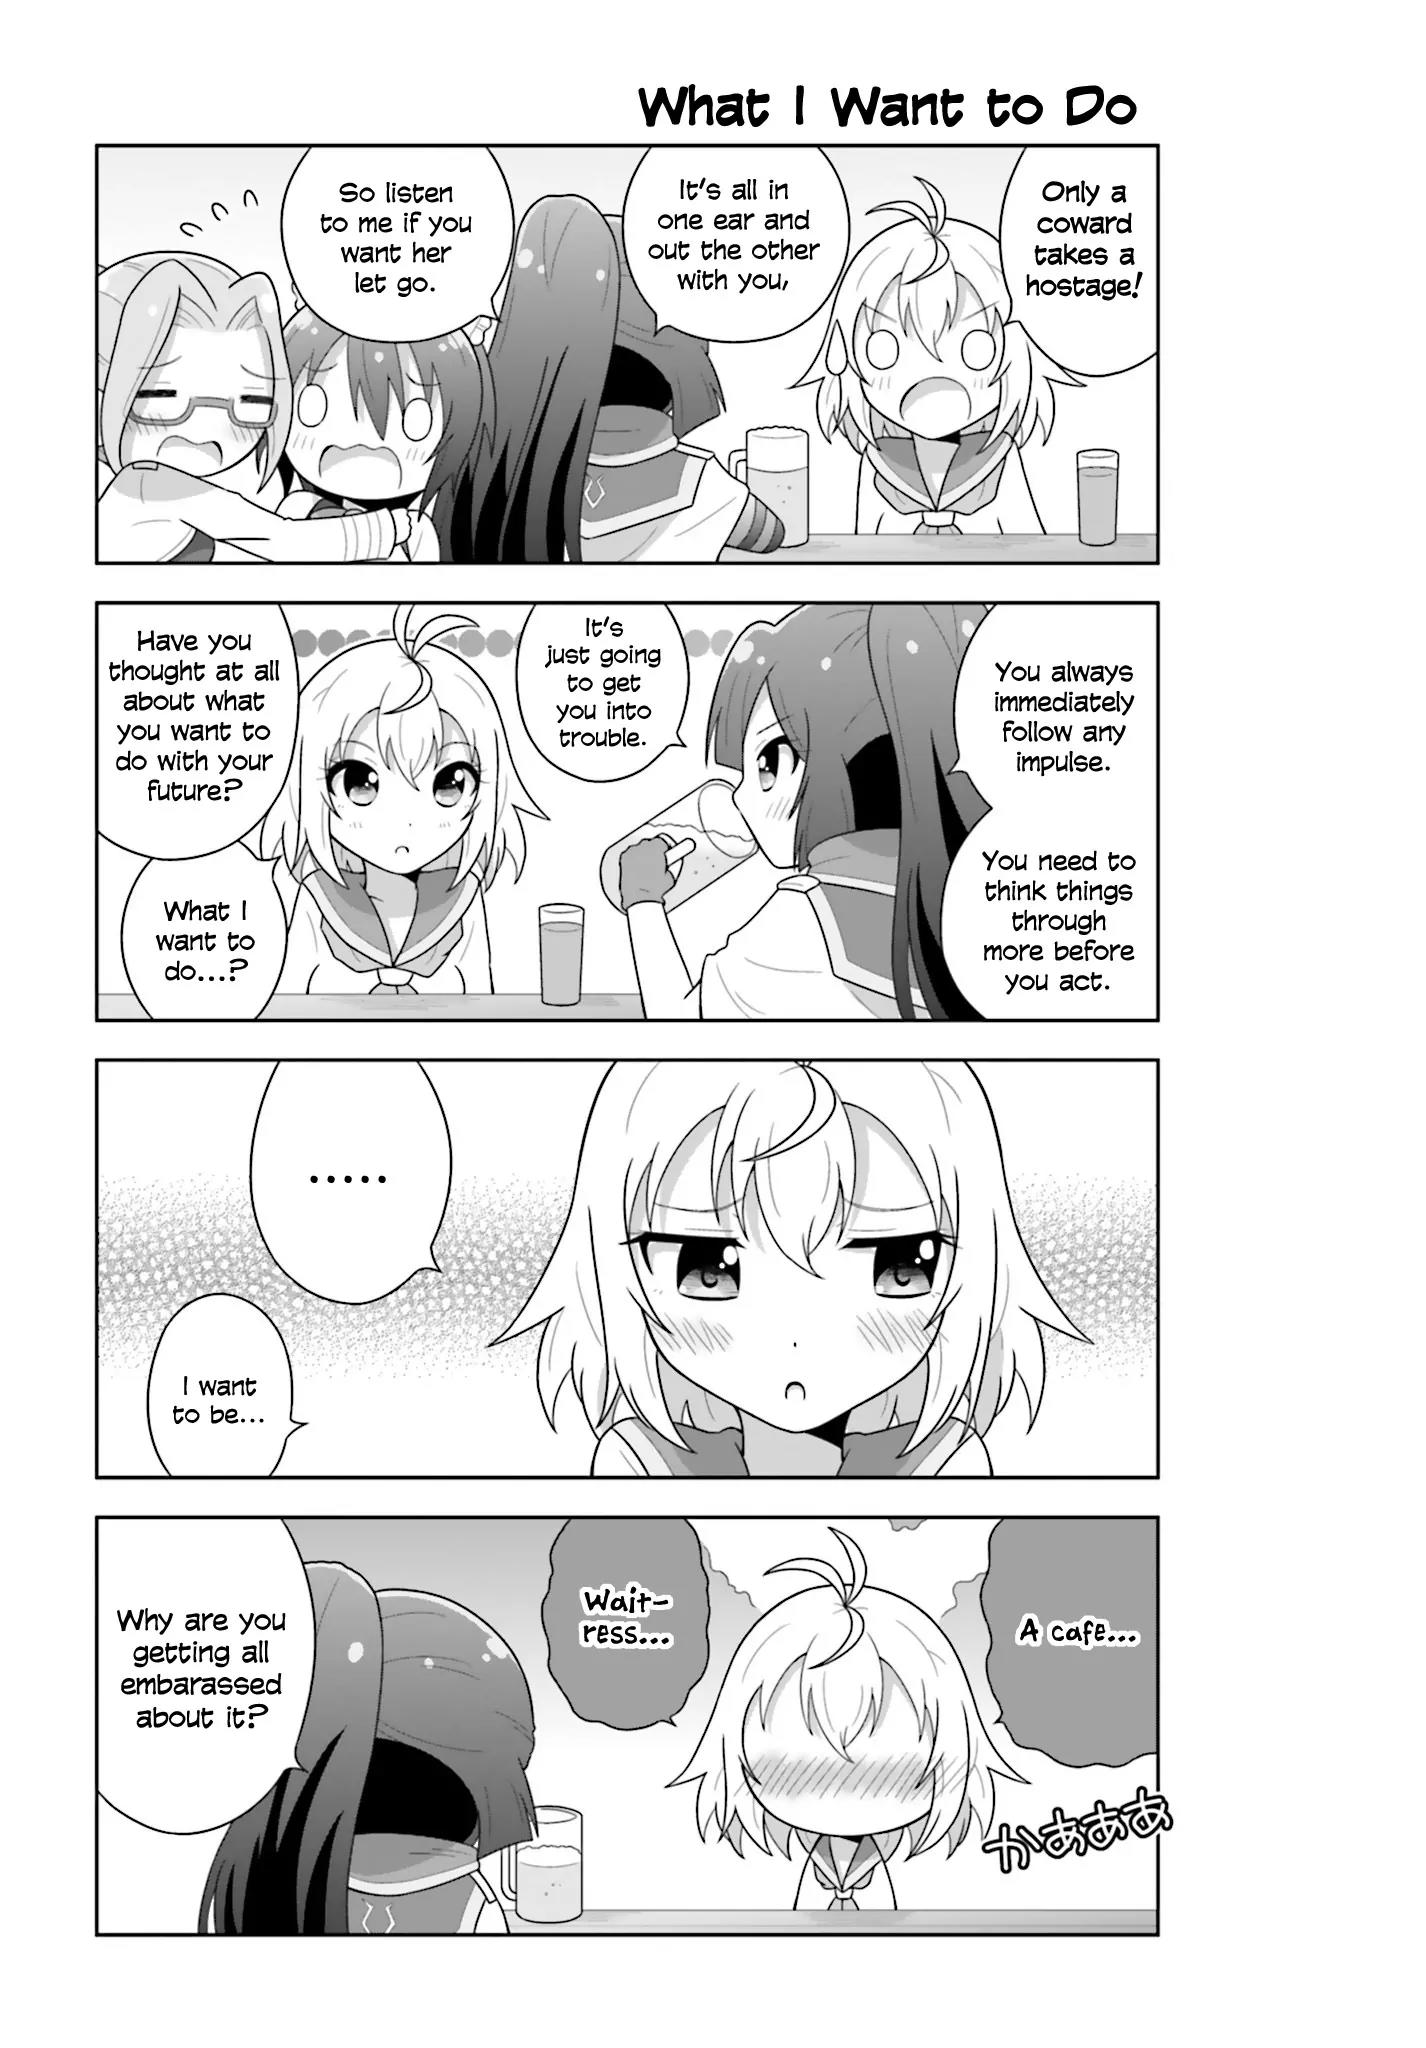 What I Want to Do
Only a
coward
takes a
hostage!
It's all in
one ear and
out the other
with you,
So listen
to me if you
want her
let go.
You always
immediately
follow any
impulse.
You need to
think things
through
more before
you act.
It's
just going
to get
you into
trouble.
Have you
thought at all
about what
you want to
do with your
future?
What I
want to
do...?
.....
I want
to be...
A cafe...
Wait-
ress...
かあああ
Why are you
getting all
embarassed
about it?